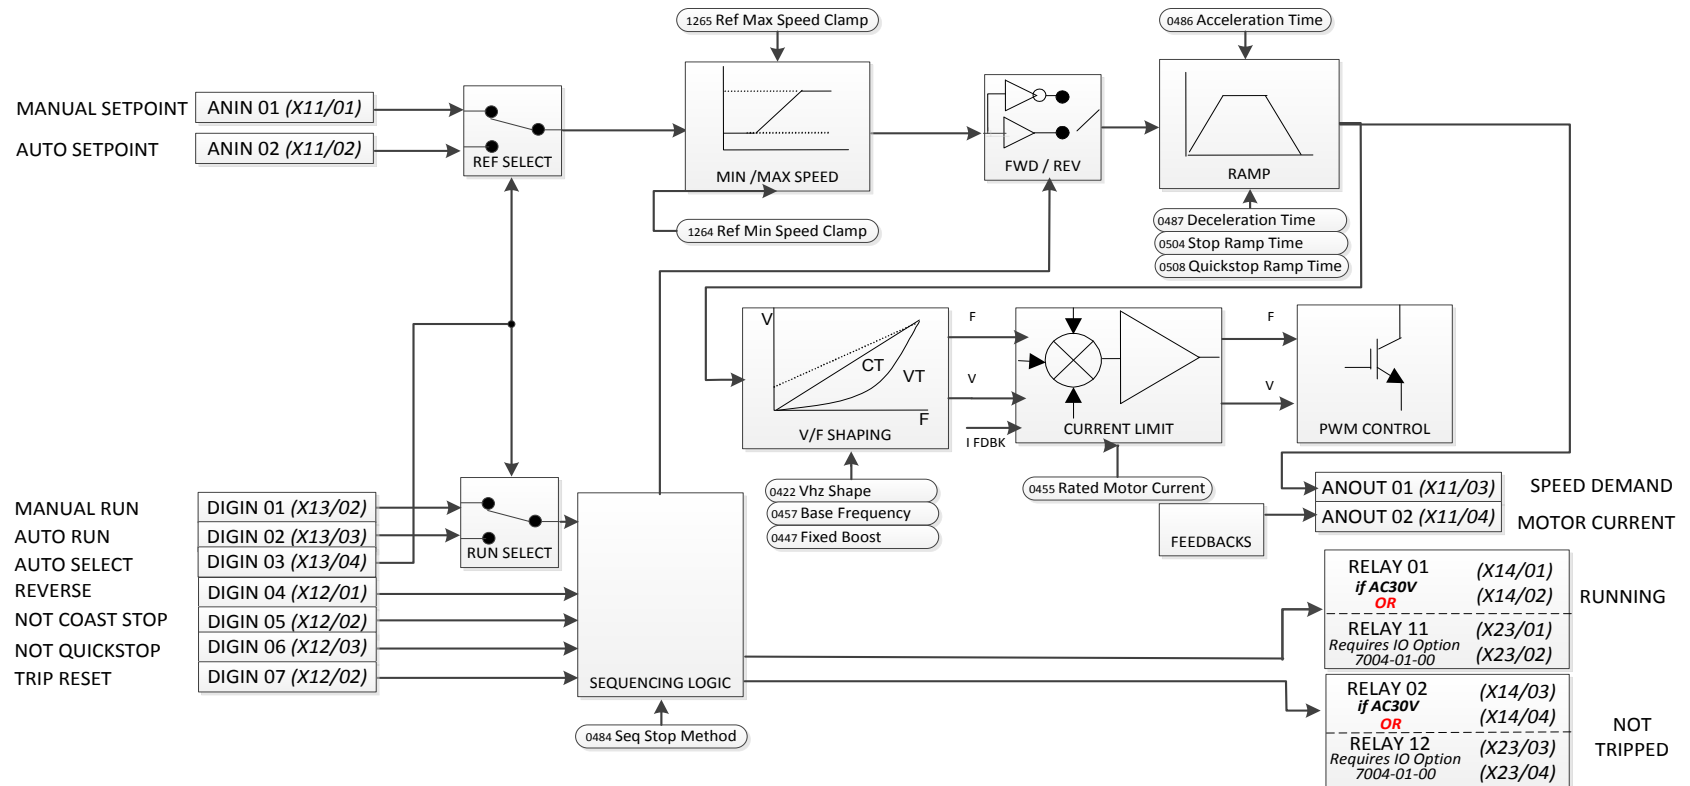 1265 Ref Max Speed Clamp
0486 Acceleration Time
MANUAL SETPOINT
ANIN 01 (X11/01)
AUTO SETPOINT
ANIN 02 (X11/02)
REF SELECT
MIN /MAX SPEED
FWD / REV
RAMP
1264 Ref Min Speed Clamp
0487 Deceleration Time
0504 Stop Ramp Time
0508 Quickstop Ramp Time
V
CT
VT
F
V/F SHAPING
F
V
I FDBK
CURRENT LIMIT
F
V
PWM CONTROL
0422 Vhz Shape
0457 Base Frequency
0447 Fixed Boost
0455 Rated Motor Current
FEEDBACKS
ANOUT 01 (X11/03)
SPEED DEMAND
ANOUT 02 (X11/04)
MOTOR CURRENT
MANUAL RUN
DIGIN 01 (X13/02)
AUTO RUN
DIGIN 02 (X13/03)
AUTO SELECT
DIGIN 03 (X13/04)
REVERSE
DIGIN 04 (X12/01)
NOT COAST STOP
DIGIN 05 (X12/02)
NOT QUICKSTOP
DIGIN 06 (X12/03)
TRIP RESET
DIGIN 07 (X12/02)
RUN SELECT
SEQUENCING LOGIC
0484 Seq Stop Method
RELAY 01 (X14/01)
if AC30V (X14/02)
OR
RUNNING
RELAY 11 (X23/01)
Requires IO Option (X23/02)
7004-01-00
RELAY 02 (X14/03)
if AC30V (X14/04)
OR
NOT
TRIPPED
RELAY 12 (X23/03)
Requires IO Option
7004-01-00 (X23/04)